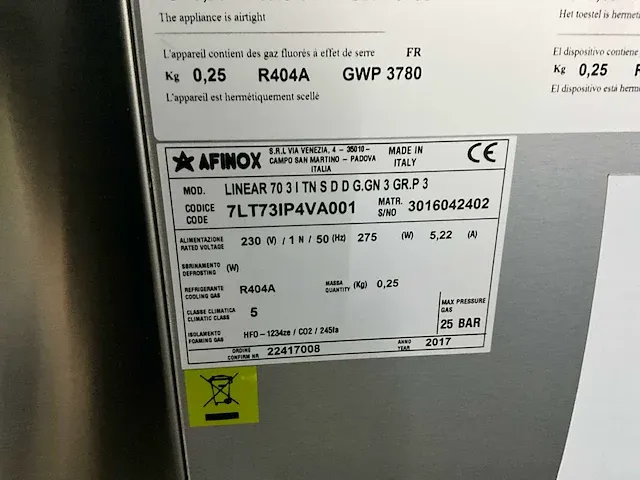 The appliance is airtight
Het toestel is hermeti
L'appareil contient des gaz fluorés à effet de serre FR
El dispositivo contiene
Kg 0,25 R404A GWP 3780
Kg 0,25
L'appareil est hermétiquement scellé
El dispositivo está hermé
AFINOX
S.R.L VIA VENEZIA, 4 - 35010-
CAMPO SAN MARTINO - PADOVA
ITALIA
MADE IN
ITALY
CE
MOD. LINEAR 70 3 I TN S D D G.GN 3 GR.P 3
CODICE
CODE
7LT73IP4VA001
MATR.
S/NO
3016042402
ALIMENTAZIONE
RATED VOLTAGE
230 (V) / 1 N / 50 (Hz) 275 (W) 5,22 (A)
SBRINAMENTO
DEFROSTING
(W)
REFRIGERANTE
COOLING GAS
R404A
MASSA
QUANTITY
(Kg) 0,25
CLASSE CLIMATICA
CLIMATIC CLASS
5
MAX PRESSURE
GAS
25 BAR
ISOLAMENTO
FOAMING GAS
HFO-1234ze / CO2 / 245fa
ORDINE
CONFIRM NR
22417008
ANNO
YEAR
2017